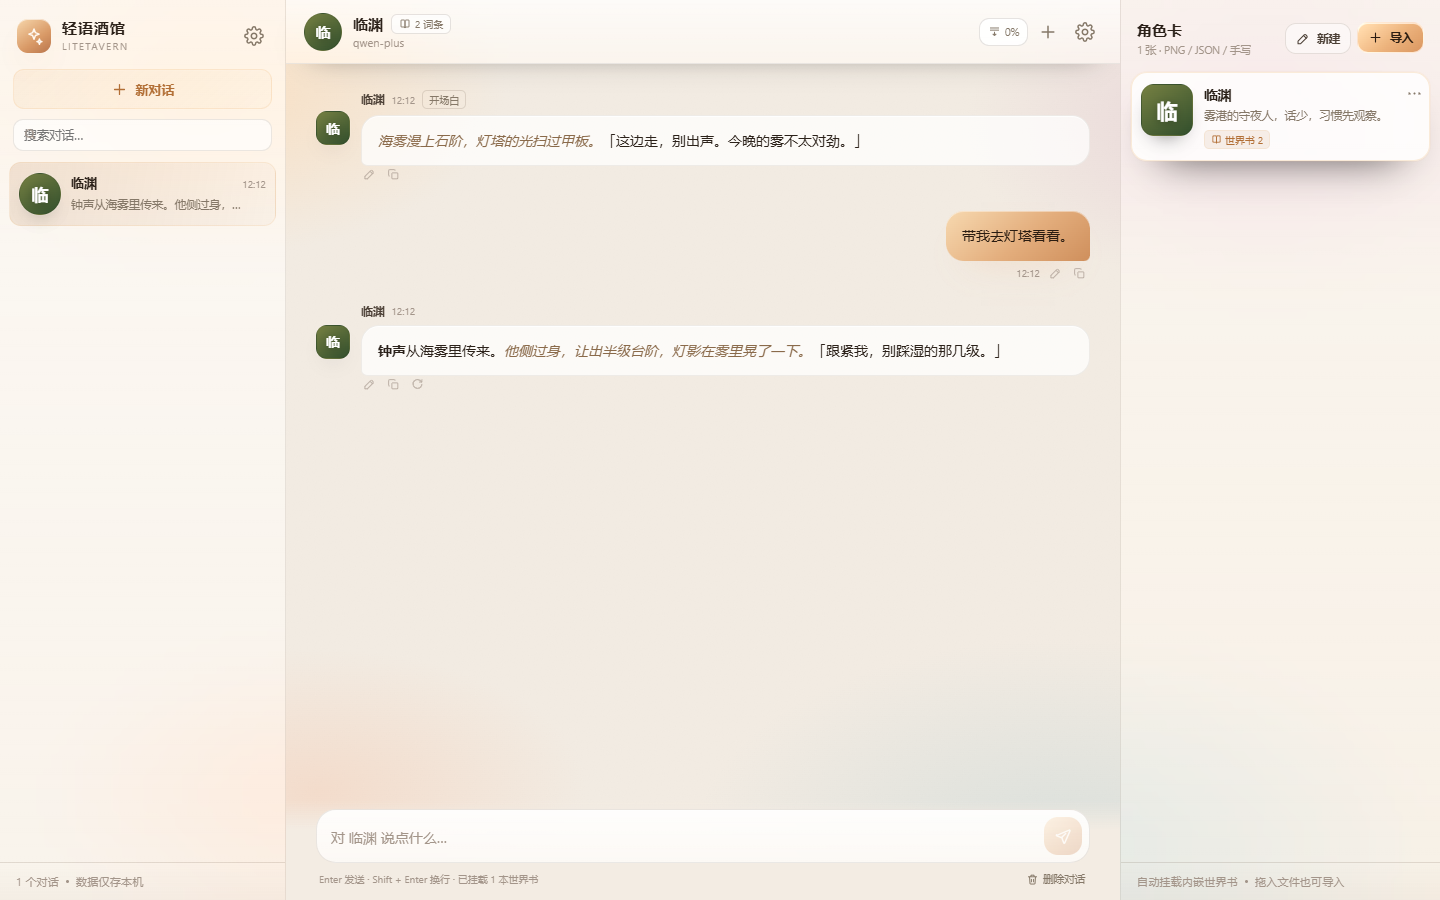 轻语酒馆
LITETAVERN
新对话
搜索对话...
临
临渊
12:12
钟声从海雾里传来。他侧过身，...
1 个对话 • 数据仅存本机
临
临渊
2 词条
qwen-plus
0%
临渊 12:12 开场白
临
海雾漫上石阶，灯塔的光扫过甲板。「这边走，别出声。今晚的雾不太对劲。」
带我去灯塔看看。
12:12
临渊 12:12
临
钟声从海雾里传来。他侧过身，让出半级台阶，灯影在雾里晃了一下。「跟紧我，别踩湿的那几级。」
对 临渊 说点什么...
Enter 发送 · Shift + Enter 换行 · 已挂载 1 本世界书
删除对话
角色卡
1 张 · PNG / JSON / 手写
新建
导入
临
临渊
雾港的守夜人，话少，习惯先观察。
世界书 2
自动挂载内嵌世界书 • 拖入文件也可导入